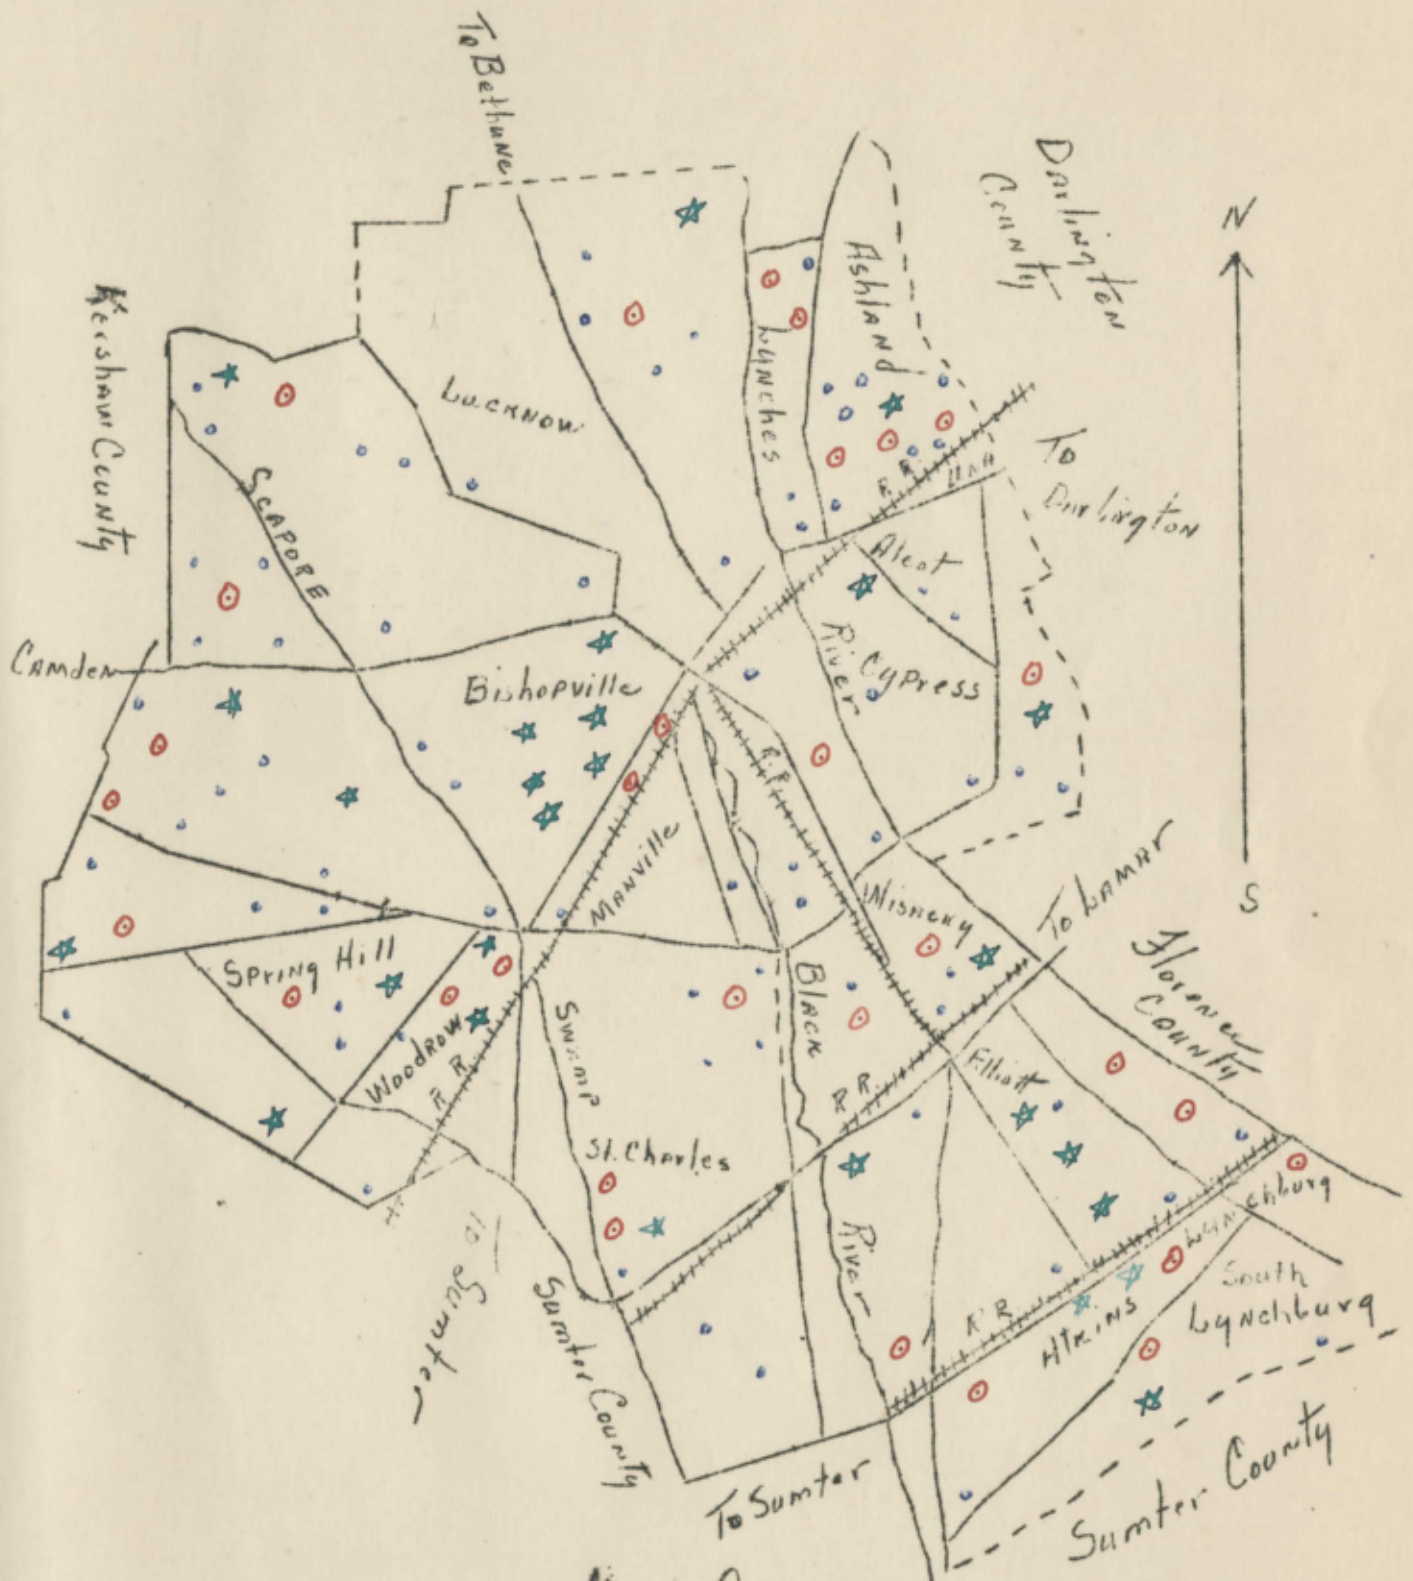 To Bethune
Darlington
County
N
Ashland
Kershaw County
Lynches
Lucknow
R R
To
Darlington
SCAPORE
Alcot
River
Cypress
Camden
Bishopville
R.R
MANVILLE
To LAMAR
S
Wisacky
Florence
County
Spring Hill
BLACK
Woodrow
R R
SWAMP
R R
Elliott
St. Charles
Lynchburg
River
South
Lynchburg
To Sumter
Sumter County
R R
ATKINS
To Sumter
Sumter County